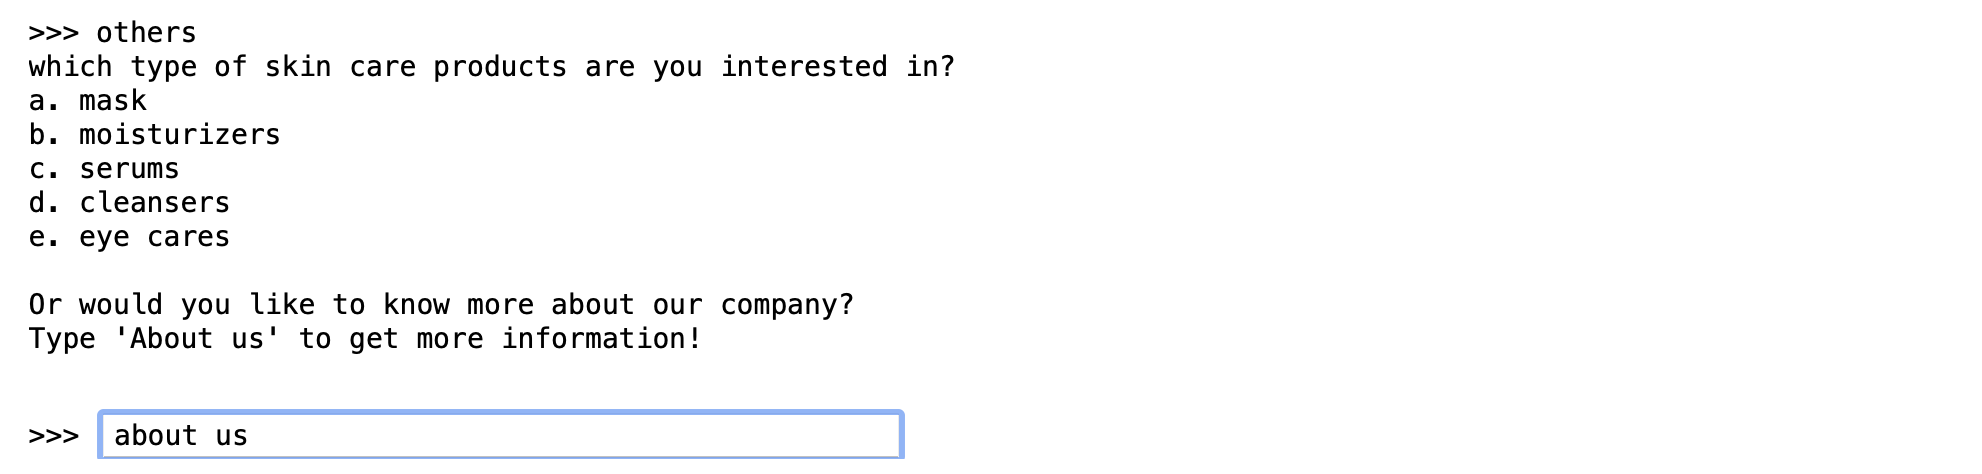 >>> others
which type of skin care products are you interested in?
a. mask
b. moisturizers
c. serums
d. cleansers
e. eye cares
Or would you like to know more about our company?
Type 'About us' to get more information!
>>> about us